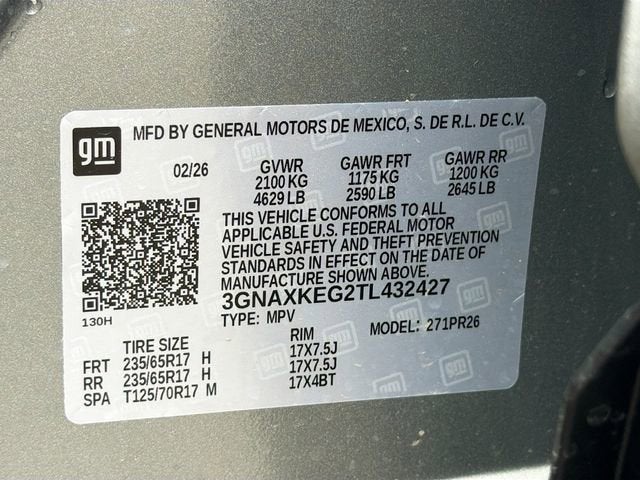 gm MFD BY GENERAL MOTORS DE MEXICO, S. DE R.L. DE C.V.
02/26 GVWR GAWR FRT GAWR RR
2100 KG 1175 KG 1200 KG
4629 LB 2590 LB 2645 LB
THIS VEHICLE CONFORMS TO ALL
APPLICABLE U.S. FEDERAL MOTOR
VEHICLE SAFETY AND THEFT PREVENTION
STANDARDS IN EFFECT ON THE DATE OF
MANUFACTURE SHOWN ABOVE.
130H
3GNAXKEG2TL432427
TYPE: MPV MODEL: 271PR26
TIRE SIZE RIM
FRT 235/65R17 H 17X7.5J
RR 235/65R17 H 17X7.5J
SPA T125/70R17 M 17X4BT